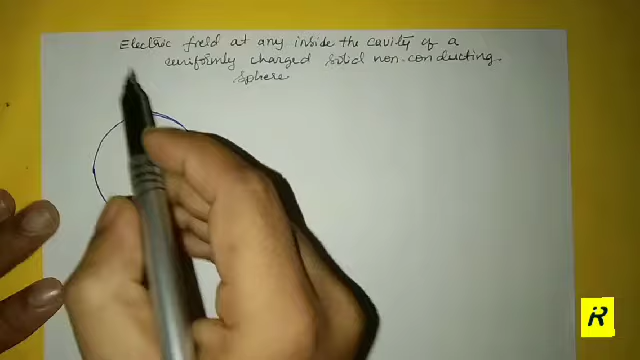 Electric field at any inside the cavity of a
uniformly charged solid non-conducting
sphere
R